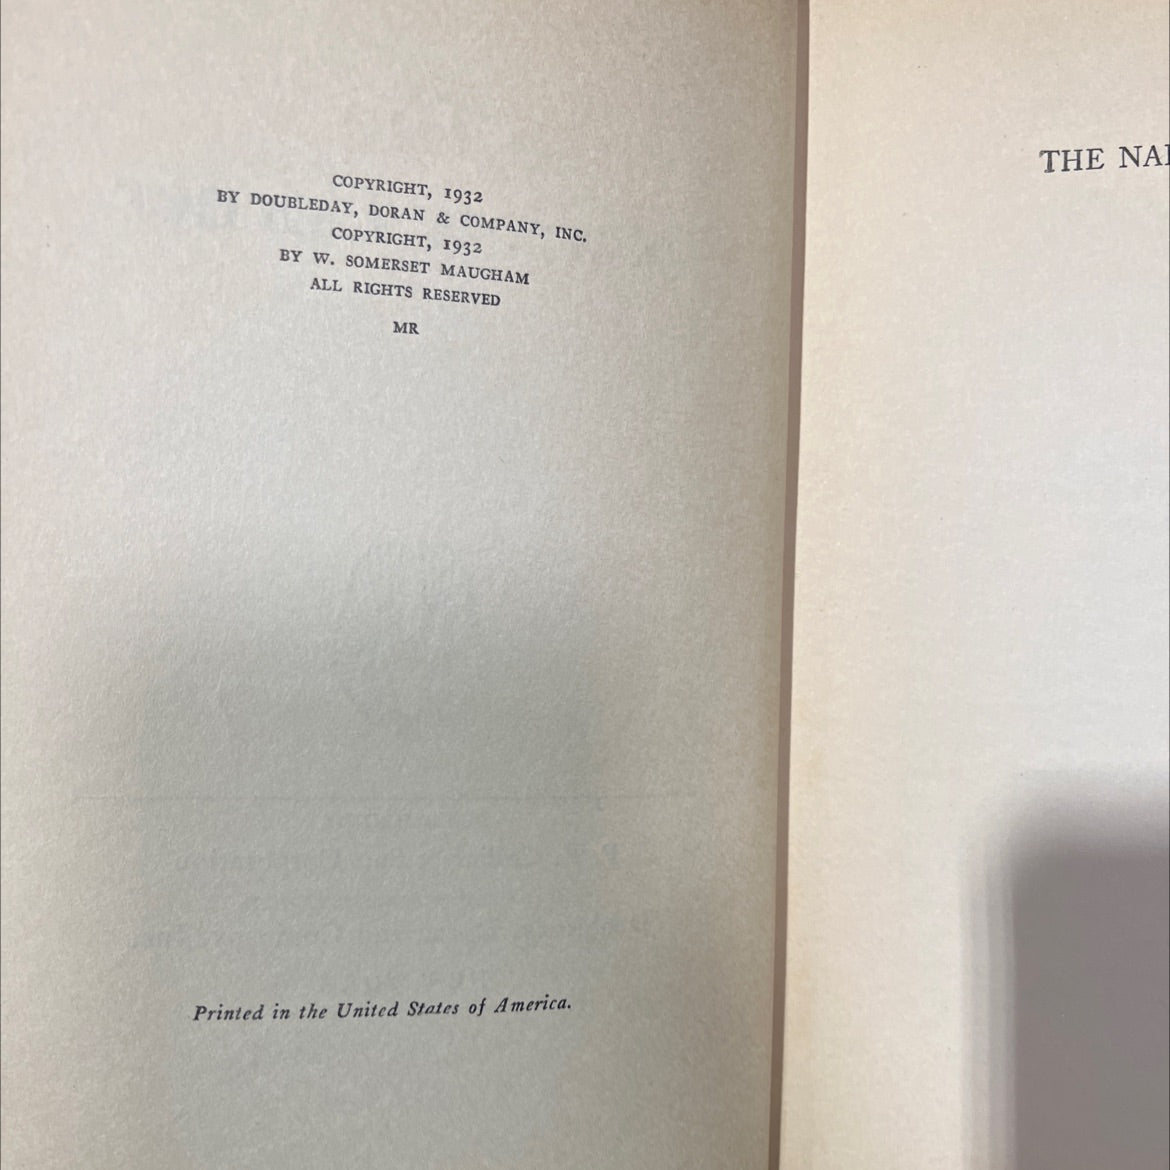 COPYRIGHT, 1932
BY DOUBLEDAY, DORAN & COMPANY, INC.
COPYRIGHT, 1932
BY W. SOMERSET MAUGHAM
ALL RIGHTS RESERVED
MR
Printed in the United States of America.
THE NA